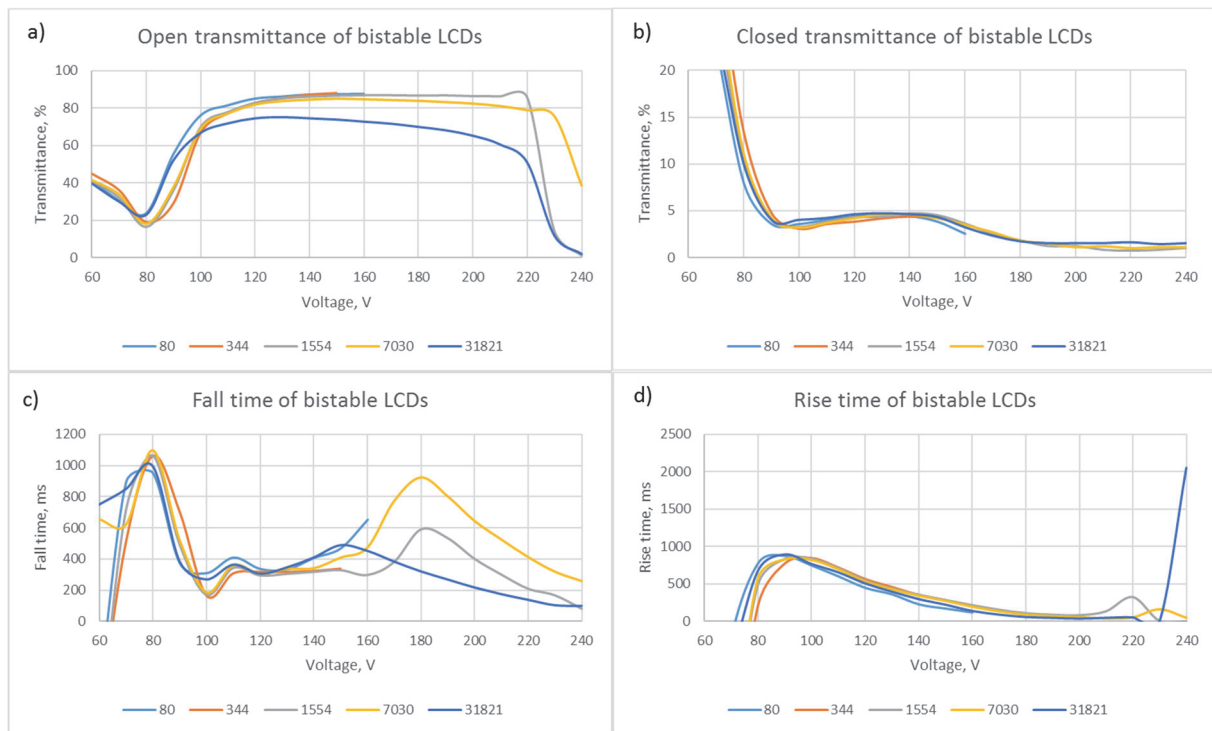 a)
Open transmittance of bistable LCDs
Transmittance, %
100
80
60
40
20
0
60 80 100 120 140 160 180 200 220 240
Voltage, V
80 344 1554 7030 31821
b)
Closed transmittance of bistable LCDs
Transmittance, %
20
15
10
5
0
60 80 100 120 140 160 180 200 220 240
Voltage, V
80 344 1554 7030 31821
c)
Fall time of bistable LCDs
Fall time, ms
1200
1000
800
600
400
200
0
60 80 100 120 140 160 180 200 220 240
Voltage, V
80 344 1554 7030 31821
d)
Rise time of bistable LCDs
Rise time, ms
2500
2000
1500
1000
500
0
60 80 100 120 140 160 180 200 220 240
Voltage, V
80 344 1554 7030 31821